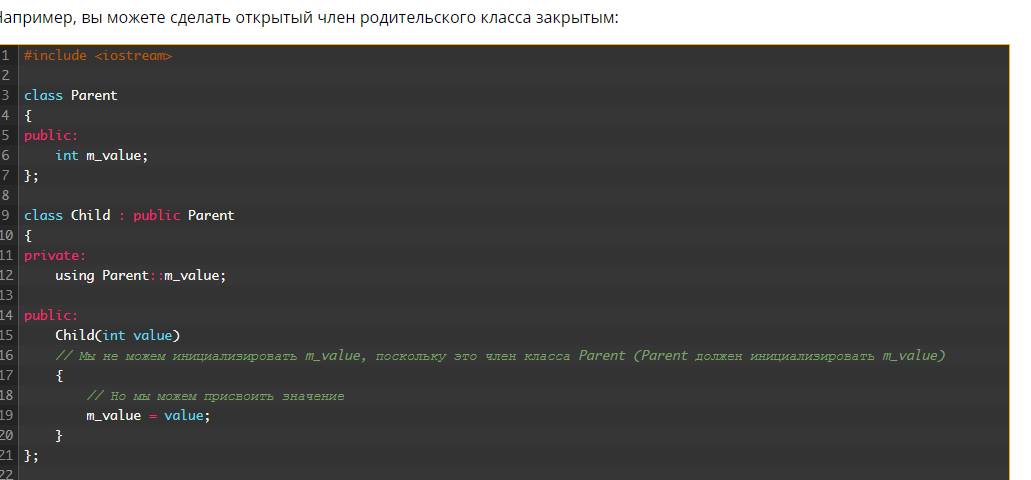 Например, вы можете сделать открытый член родительского класса закрытым:
1 #include <iostream>
2
3 class Parent
4 {
5 public:
6     int m_value;
7 };
8
9 class Child : public Parent
10 {
11 private:
12     using Parent::m_value;
13
14 public:
15     Child(int value)
16     // Мы не можем инициализировать m_value, поскольку это член класса Parent (Parent должен инициализировать m_value)
17     {
18         // Но мы можем присвоить значение
19         m_value = value;
20     }
21 };
22